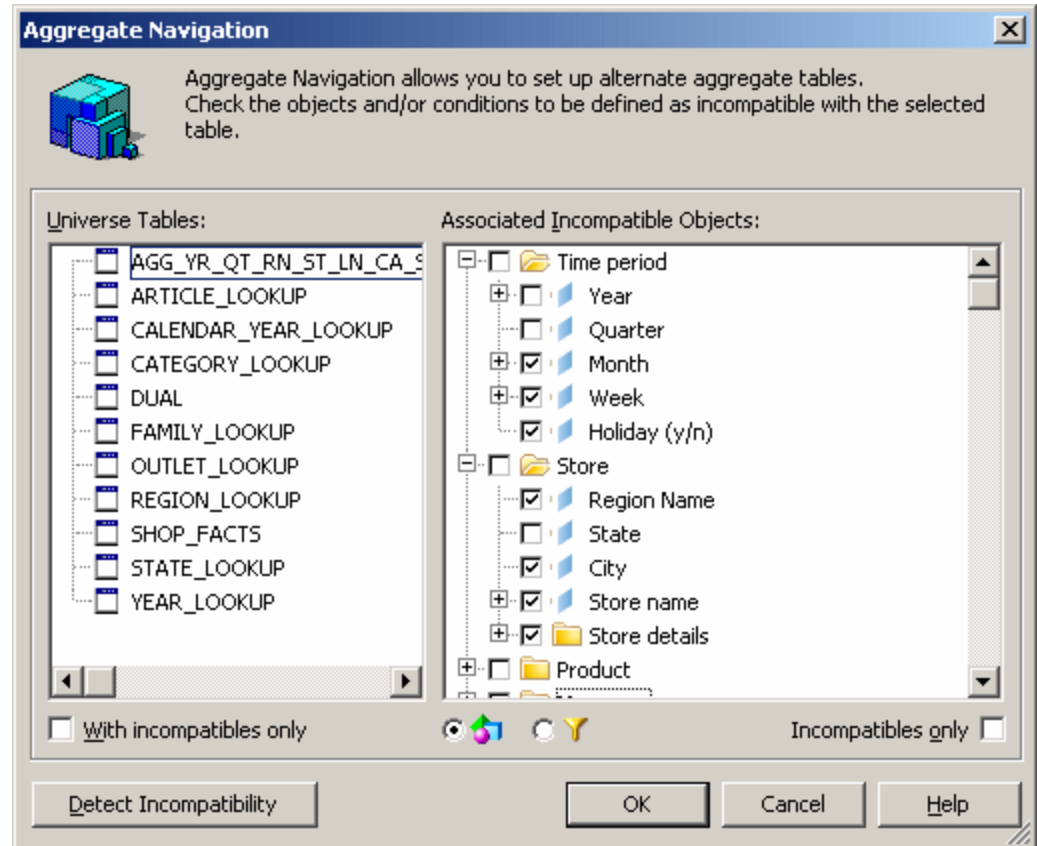 Aggregate Navigation
Aggregate Navigation allows you to set up alternate aggregate tables.
Check the objects and/or conditions to be defined as incompatible with the selected
table.
Universe Tables:
AGG_YR_QT_RN_ST_LN_CA_S
ARTICLE_LOOKUP
CALENDAR_YEAR_LOOKUP
CATEGORY_LOOKUP
DUAL
FAMILY_LOOKUP
OUTLET_LOOKUP
REGION_LOOKUP
SHOP_FACTS
STATE_LOOKUP
YEAR_LOOKUP
Associated Incompatible Objects:
Time period
Year
Quarter
Month
Week
Holiday (y/n)
Store
Region Name
State
City
Store name
Store details
Product
With incompatibles only
Incompatibles only
Detect Incompatibility
OK
Cancel
Help